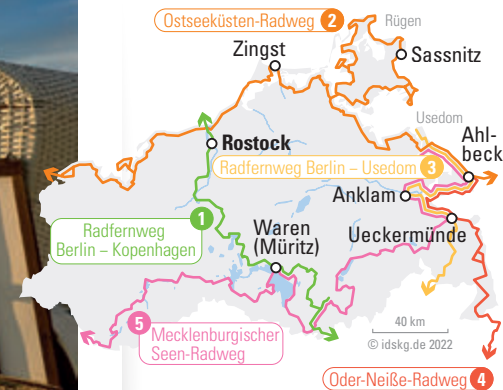 Ostseeküsten-Radweg 2
Rügen
Zingst
Sassnitz
Usedom
Rostock
Ahl-
beck
Radfernweg Berlin – Usedom
3
Anklam
1
Radfernweg
Berlin – Kopenhagen
Waren
(Müritz)
Ueckermünde
5
Mecklenburgischer
Seen-Radweg
40 km
© idskg.de 2022
Oder-Neiße-Radweg 4